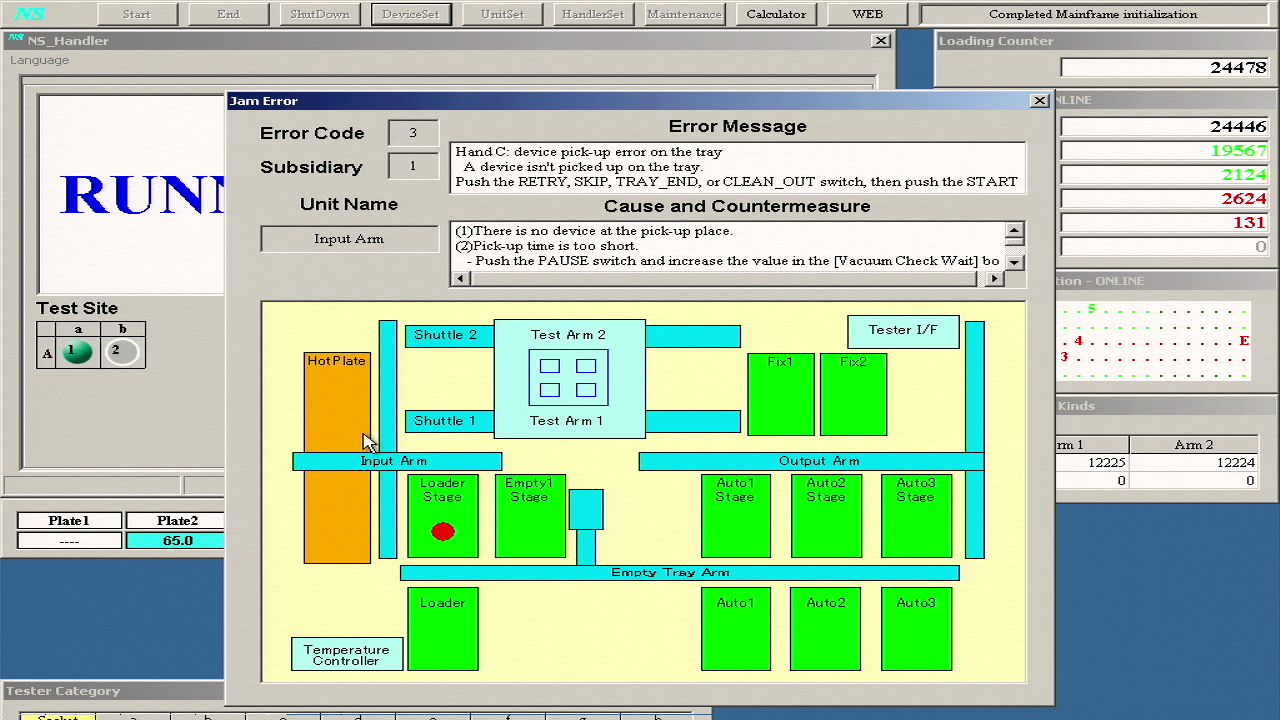 NS
Start
End
ShutDown
DeviceSet
UnitSet
HandlerSet
Maintenance
Calculator
WEB
Completed Mainframe initialization
NS NS_Handler
Language
Loading Counter
24478
NLINE
24446
19567
2124
2624
131
0
RUNN
Jam Error
Error Code
3
Subsidiary
1
Unit Name
Input Arm
Error Message
Hand C: device pick-up error on the tray
A device isn't picked up on the tray.
Push the RETRY, SKIP, TRAY_END, or CLEAN_OUT switch, then push the START
Cause and Countermeasure
(1)There is no device at the pick-up place.
(2)Pick-up time is too short.
- Push the PAUSE switch and increase the value in the [Vacuum Check Wait] bo
Test Site
a b
A 1 2
tion - ONLINE
5
4 E
3
Kinds
rm 1 Arm 2
12225 12224
0 0
Plate1 Plate2
---- 65.0
HotPlate
Shuttle 2
Test Arm 2
Tester I/F
Fix1
Fix2
Shuttle 1
Test Arm 1
Input Arm
Output Arm
Loader
Stage
Empty1
Stage
Auto1
Stage
Auto2
Stage
Auto3
Stage
Empty Tray Arm
Loader
Auto1
Auto2
Auto3
Temperature
Controller
Tester Category